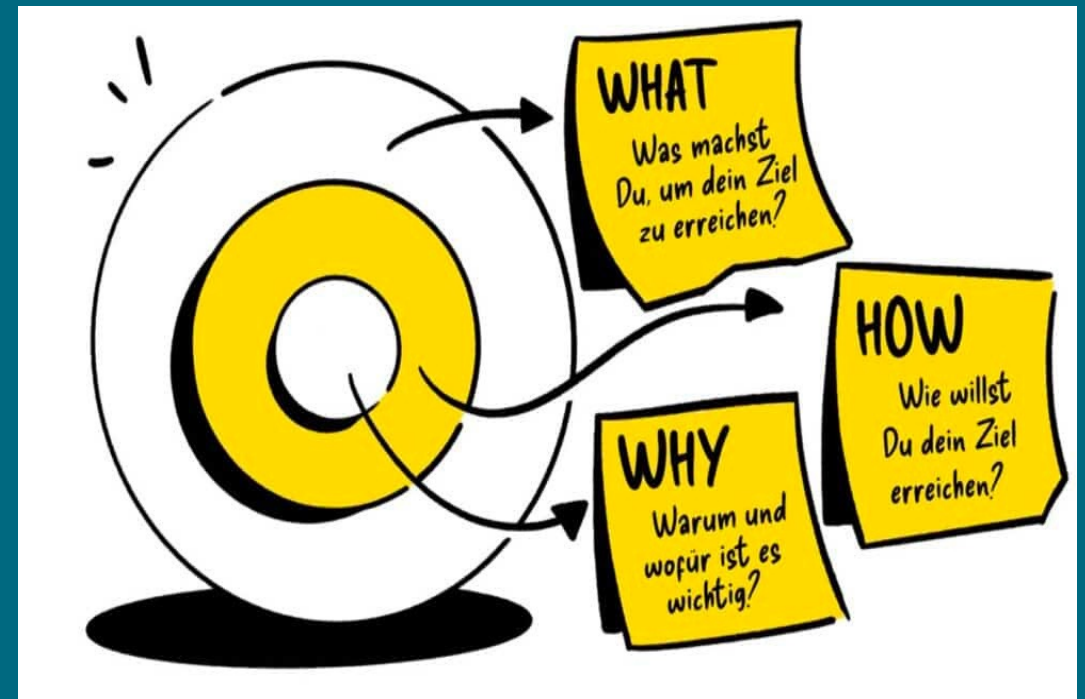 WHAT
Was machst
Du, um dein Ziel
zu erreichen?
HOW
Wie willst
Du dein Ziel
erreichen?
WHY
Warum und
wofür ist es
wichtig?